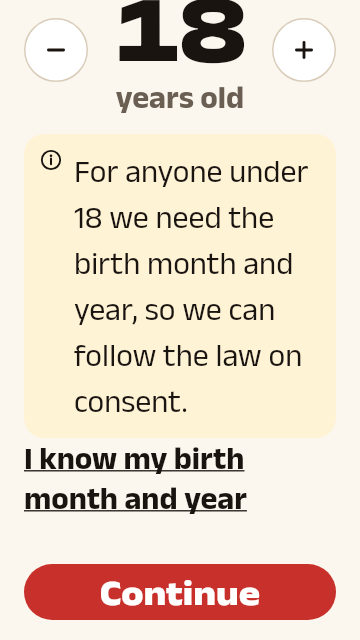 18
years old
For anyone under
18 we need the
birth month and
year, so we can
follow the law on
consent.
I know my birth
month and year
Continue